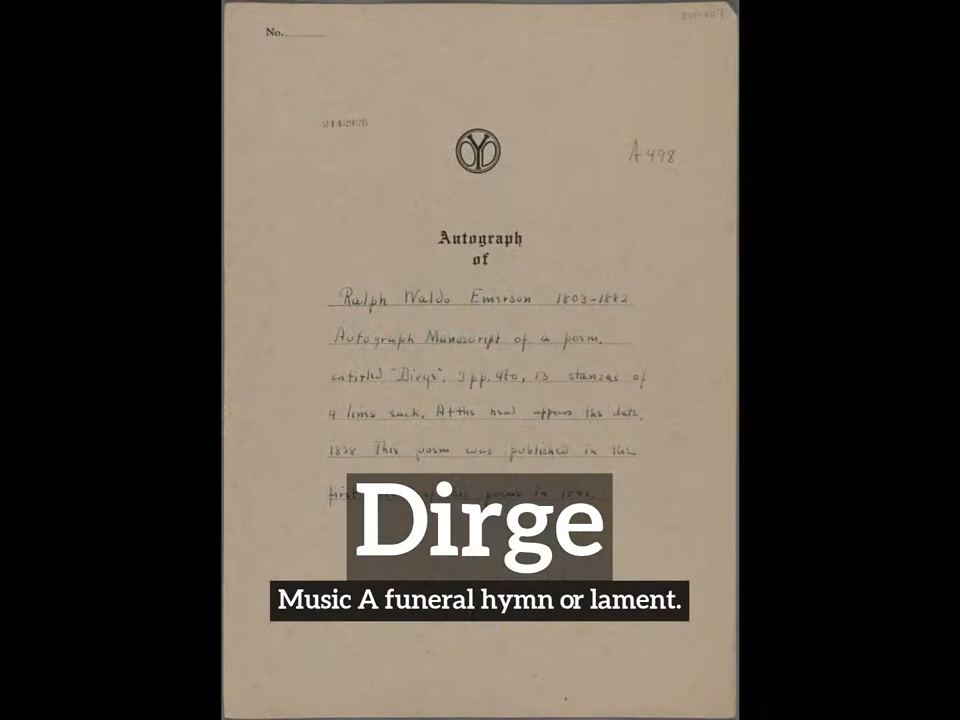 No.
214292B
A498
Autograph
of
Ralph Waldo Emerson 1803-1882
Autograph Manuscript of a poem,
entitled "Dirge", 3 pp. 4to, 13 stanzas of
4 lines each. At the head appears the date,
1838. This poem was published in the
first poems in
Dirge
Music A funeral hymn or lament.